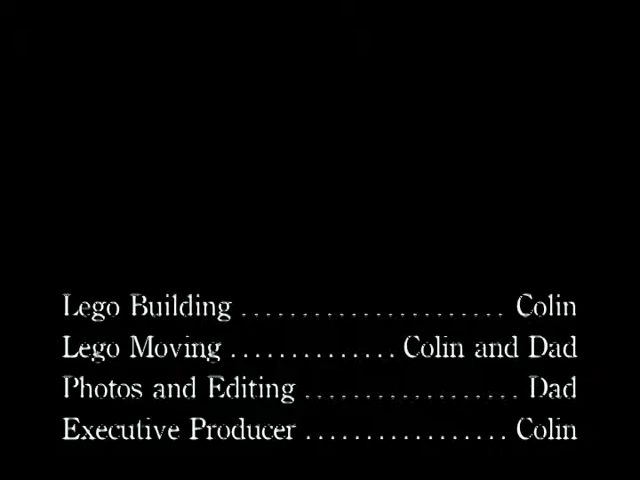 Lego Building ...................... Colin
Lego Moving .............. Colin and Dad
Photos and Editing .................. Dad
Executive Producer ................. Colin